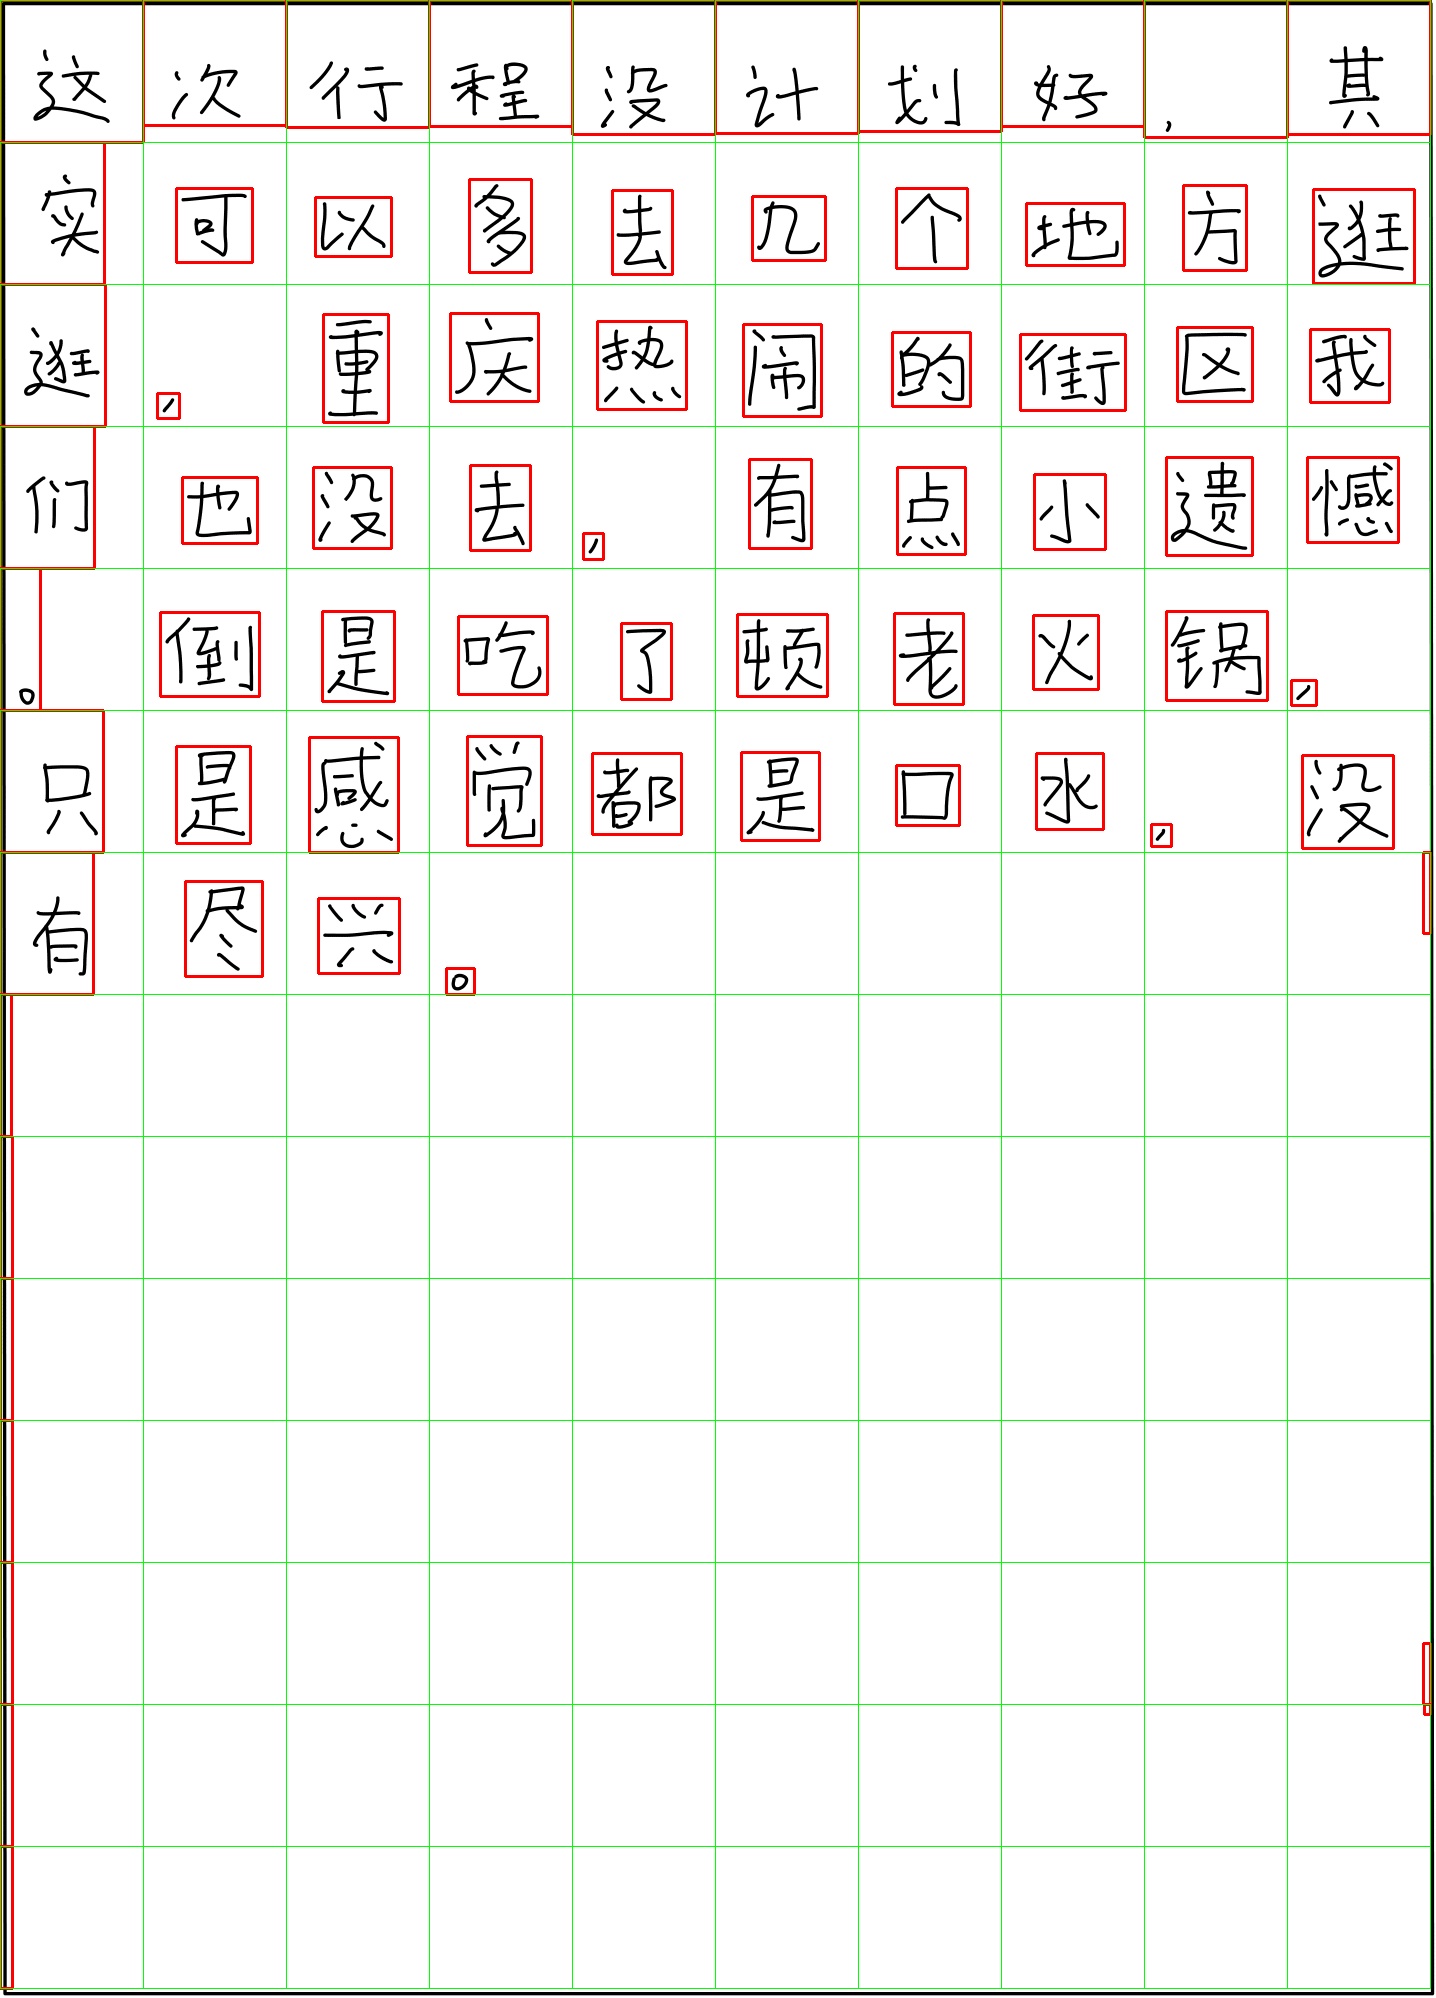 这次行程没计划好，其
实可以多去几个地方逛
逛，重庆热闹的街区我
们也没去，有点小遗憾
。倒是吃了顿老火锅，
只是感觉都是口水，没
有尽兴。